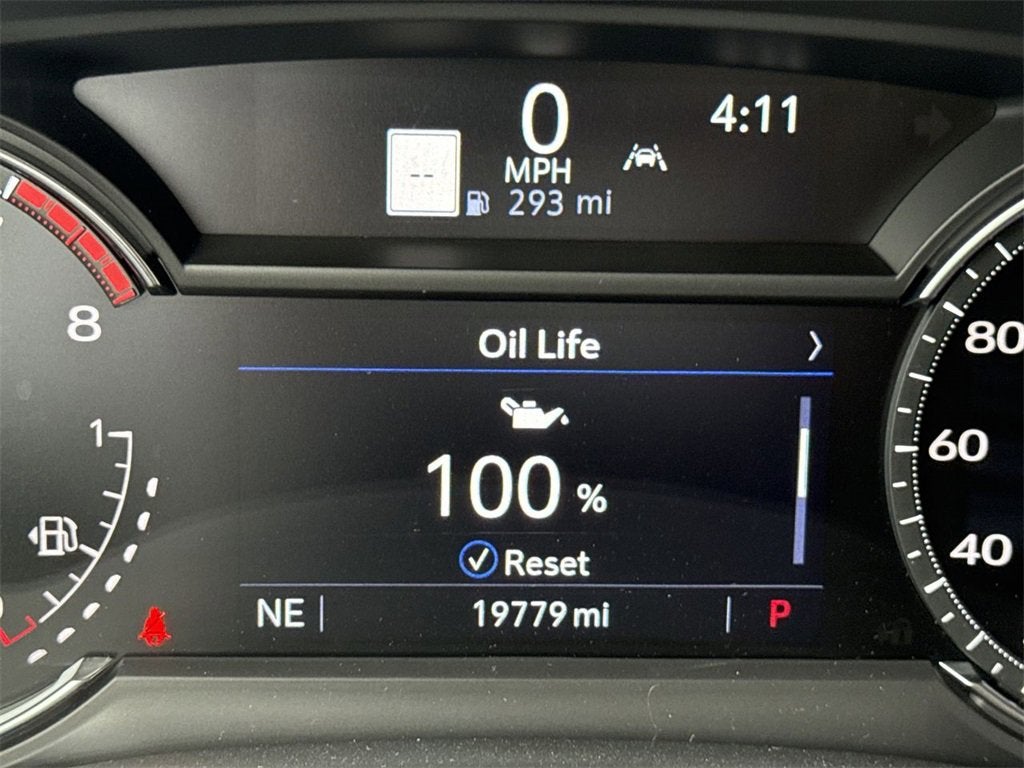 0
4:11
--
MPH
293 mi
8
Oil Life
80
1
60
100 %
Reset
40
NE
19779 mi
P